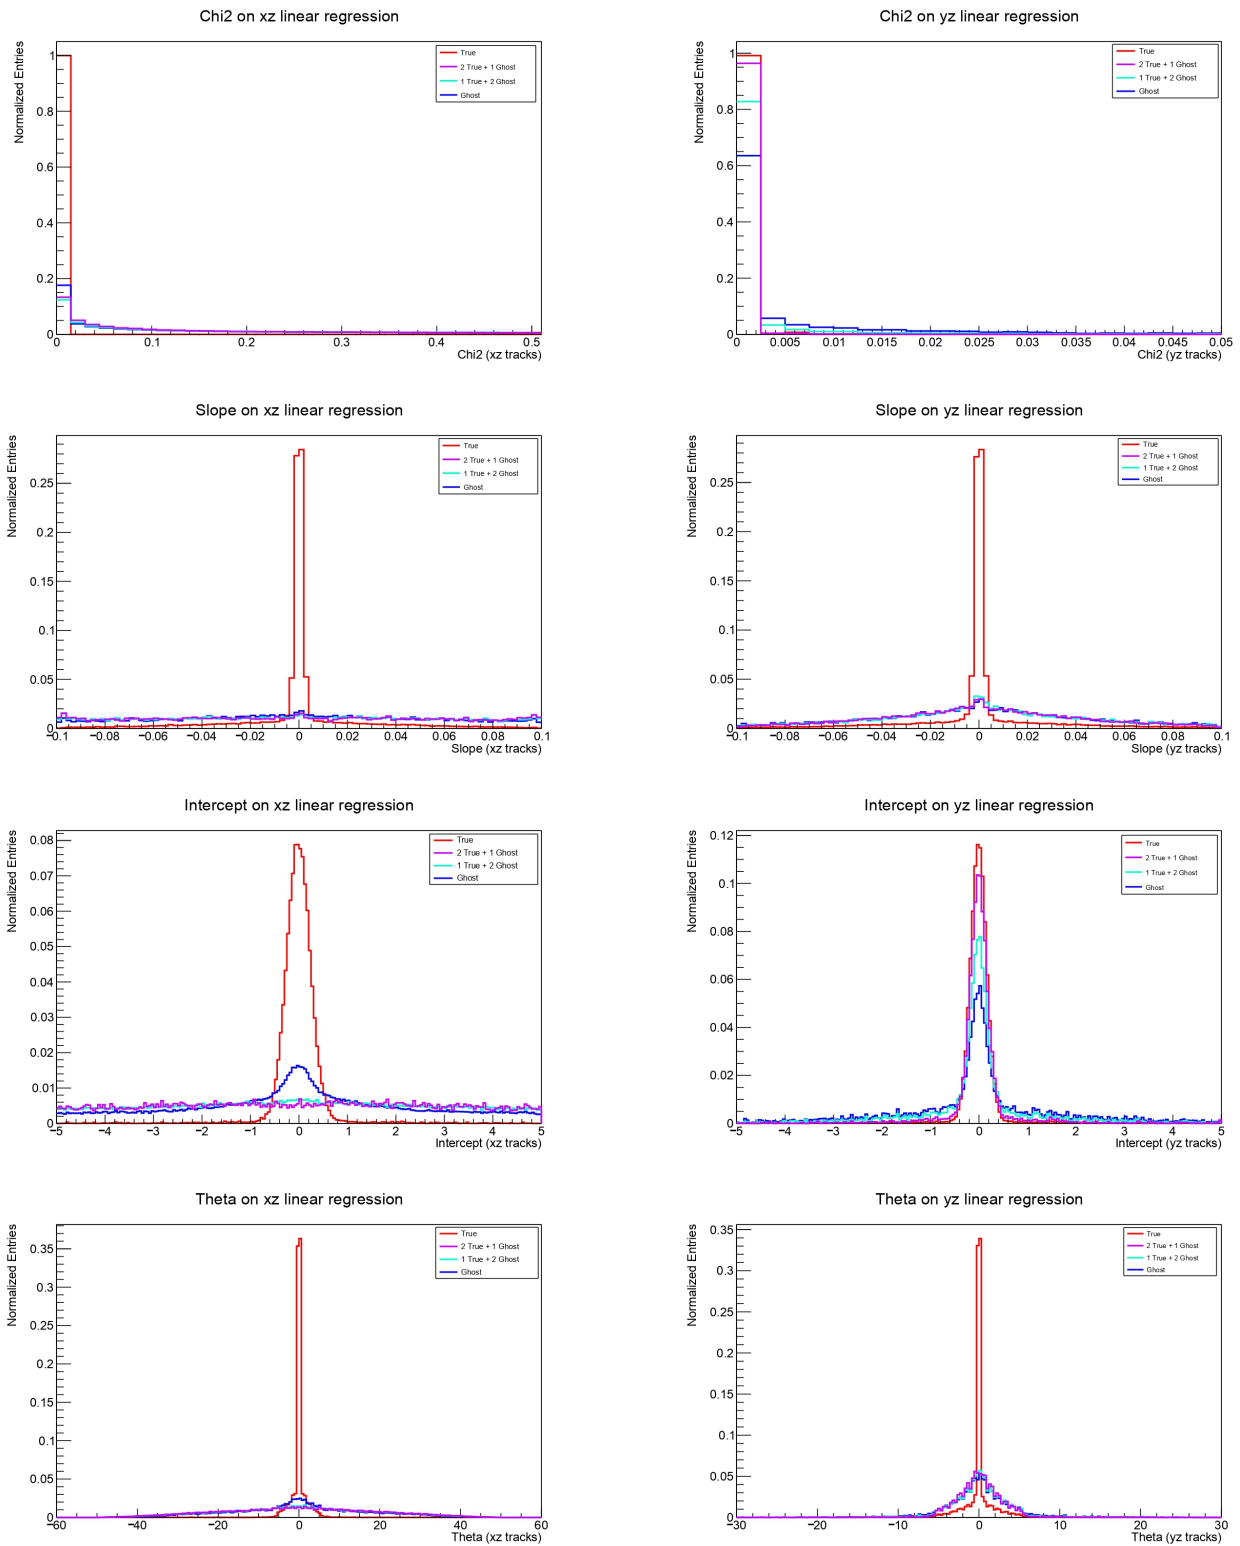 Chi2 on xz linear regression
Normalized Entries
1
0.8
0.6
0.4
0.2
0
0.1 0.2 0.3 0.4 0.5
Chi2 (xz tracks)
True
2 True + 1 Ghost
1 True + 2 Ghost
Ghost
Chi2 on yz linear regression
Normalized Entries
1
0.8
0.6
0.4
0.2
0
0 0.005 0.01 0.015 0.02 0.025 0.03 0.035 0.04 0.045 0.05
Chi2 (yz tracks)
True
2 True + 1 Ghost
1 True + 2 Ghost
Ghost
Slope on xz linear regression
Normalized Entries
0.25
0.2
0.15
0.1
0.05
0
−0.1 −0.08 −0.06 −0.04 −0.02 0 0.02 0.04 0.06 0.08 0.1
Slope (xz tracks)
True
2 True + 1 Ghost
1 True + 2 Ghost
Ghost
Slope on yz linear regression
Normalized Entries
0.25
0.2
0.15
0.1
0.05
0
−0.1 −0.08 −0.06 −0.04 −0.02 0 0.02 0.04 0.06 0.08 0.1
Slope (yz tracks)
True
2 True + 1 Ghost
1 True + 2 Ghost
Ghost
Intercept on xz linear regression
Normalized Entries
0.08
0.07
0.06
0.05
0.04
0.03
0.02
0.01
0
−5 −4 −3 −2 −1 0 1 2 3 4 5
Intercept (xz tracks)
True
2 True + 1 Ghost
1 True + 2 Ghost
Ghost
Intercept on yz linear regression
Normalized Entries
0.12
0.1
0.08
0.06
0.04
0.02
0
−5 −4 −3 −2 −1 0 1 2 3 4 5
Intercept (yz tracks)
True
2 True + 1 Ghost
1 True + 2 Ghost
Ghost
Theta on xz linear regression
Normalized Entries
0.35
0.3
0.25
0.2
0.15
0.1
0.05
0
−60 −40 −20 0 20 40 60
Theta (xz tracks)
True
2 True + 1 Ghost
1 True + 2 Ghost
Ghost
Theta on yz linear regression
Normalized Entries
0.35
0.3
0.25
0.2
0.15
0.1
0.05
0
−30 −20 −10 0 10 20 30
Theta (yz tracks)
True
2 True + 1 Ghost
1 True + 2 Ghost
Ghost